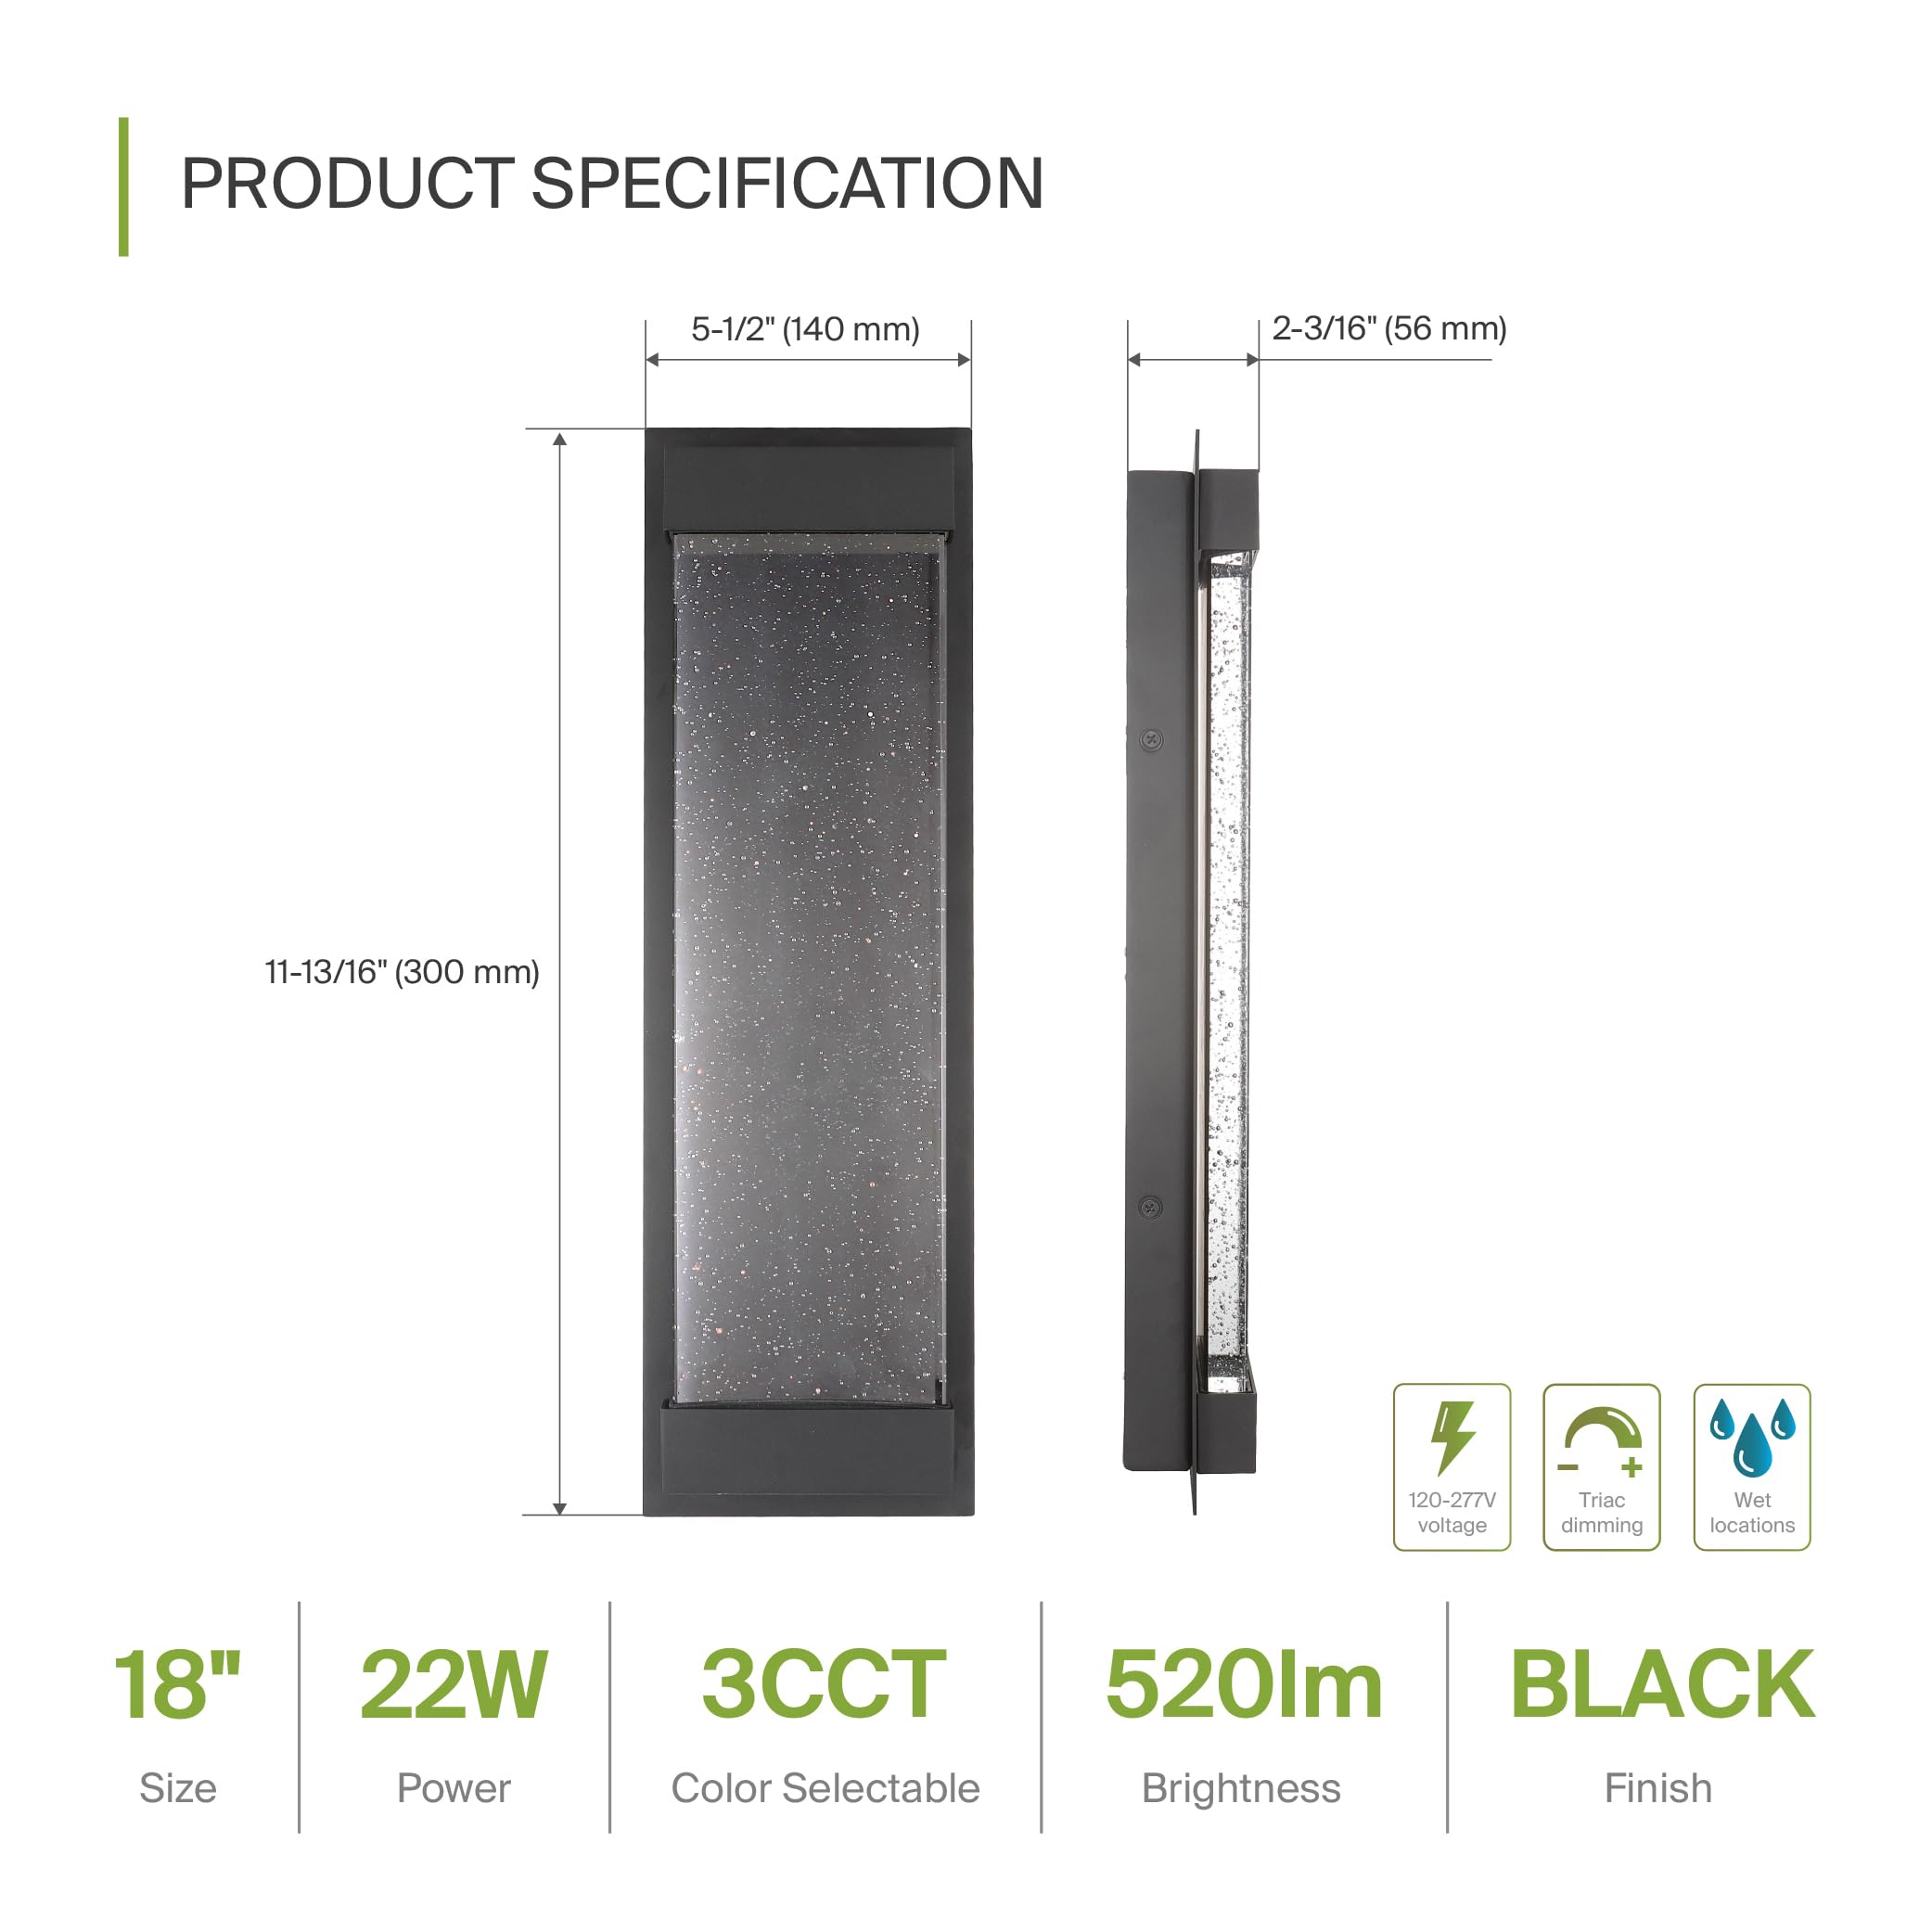 PRODUCT SPECIFICATION
5-1/2" (140 mm)
2-3/16" (56 mm)
11-13/16" (300 mm)
120-277V
voltage
Triac
dimming
Wet
locations
18"
Size
22W
Power
3CCT
Color Selectable
520lm
Brightness
BLACK
Finish